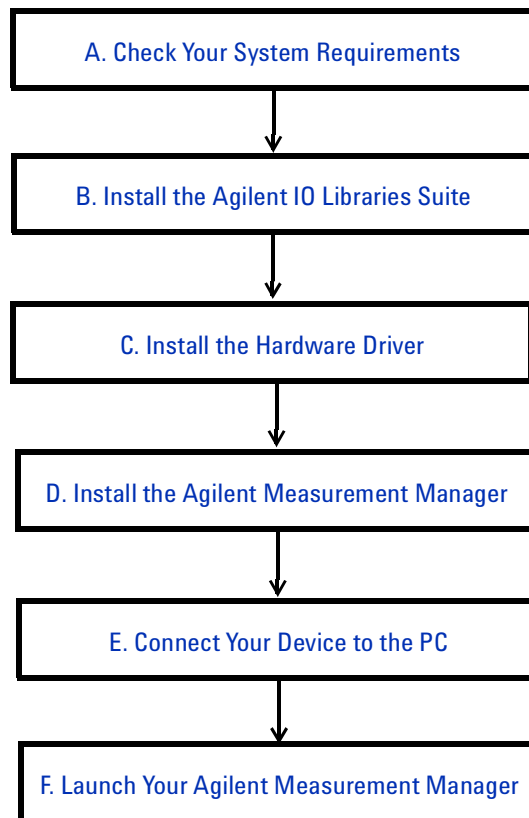 A. Check Your System Requirements
B. Install the Agilent IO Libraries Suite
C. Install the Hardware Driver
D. Install the Agilent Measurement Manager
E. Connect Your Device to the PC
F. Launch Your Agilent Measurement Manager